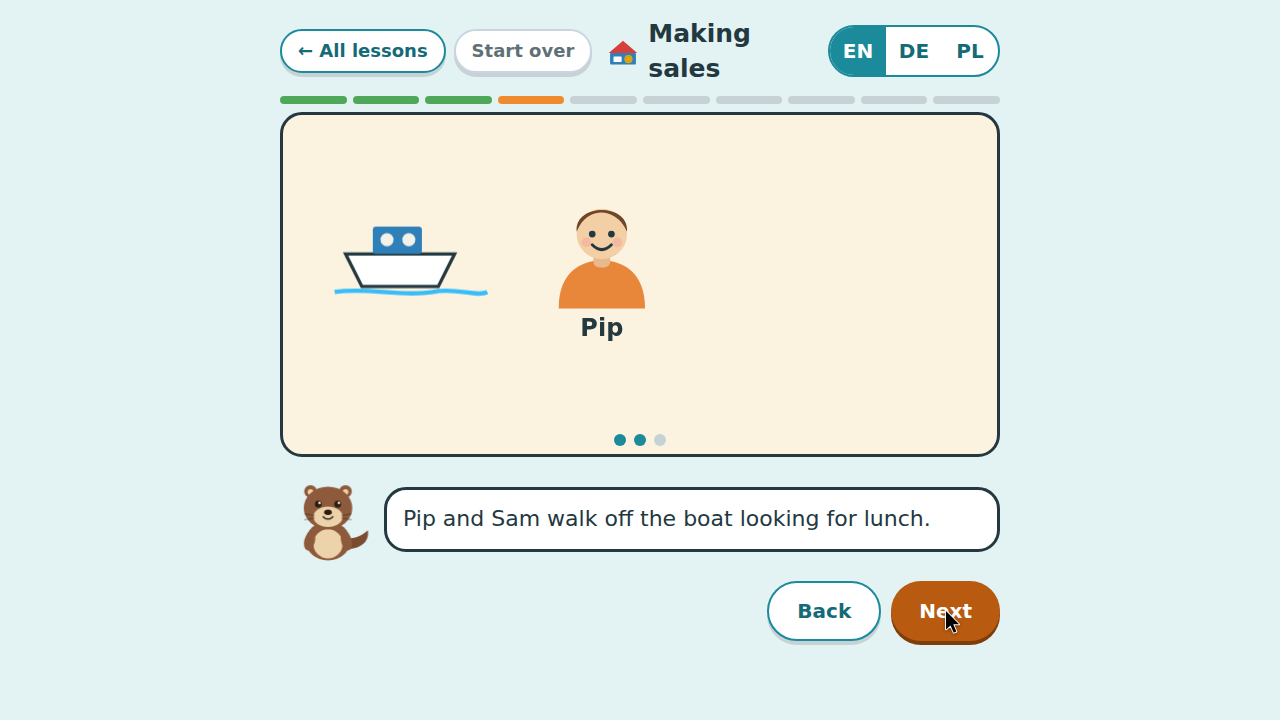 ← All lessons
Start over
Making
sales
EN DE PL
Pip
Pip and Sam walk off the boat looking for lunch.
Back
Next